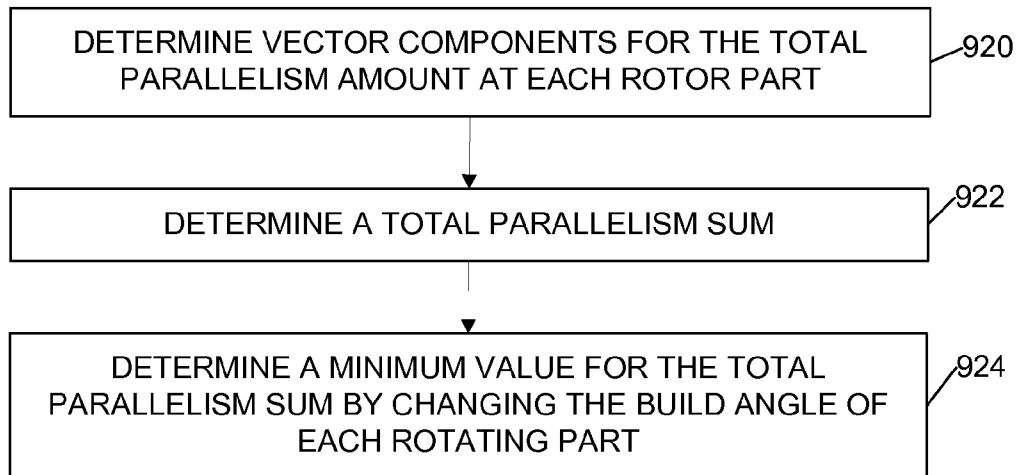 DETERMINE VECTOR COMPONENTS FOR THE TOTAL
PARALLELISM AMOUNT AT EACH ROTOR PART
920
DETERMINE A TOTAL PARALLELISM SUM
922
DETERMINE A MINIMUM VALUE FOR THE TOTAL
PARALLELISM SUM BY CHANGING THE BUILD ANGLE OF
EACH ROTATING PART
924